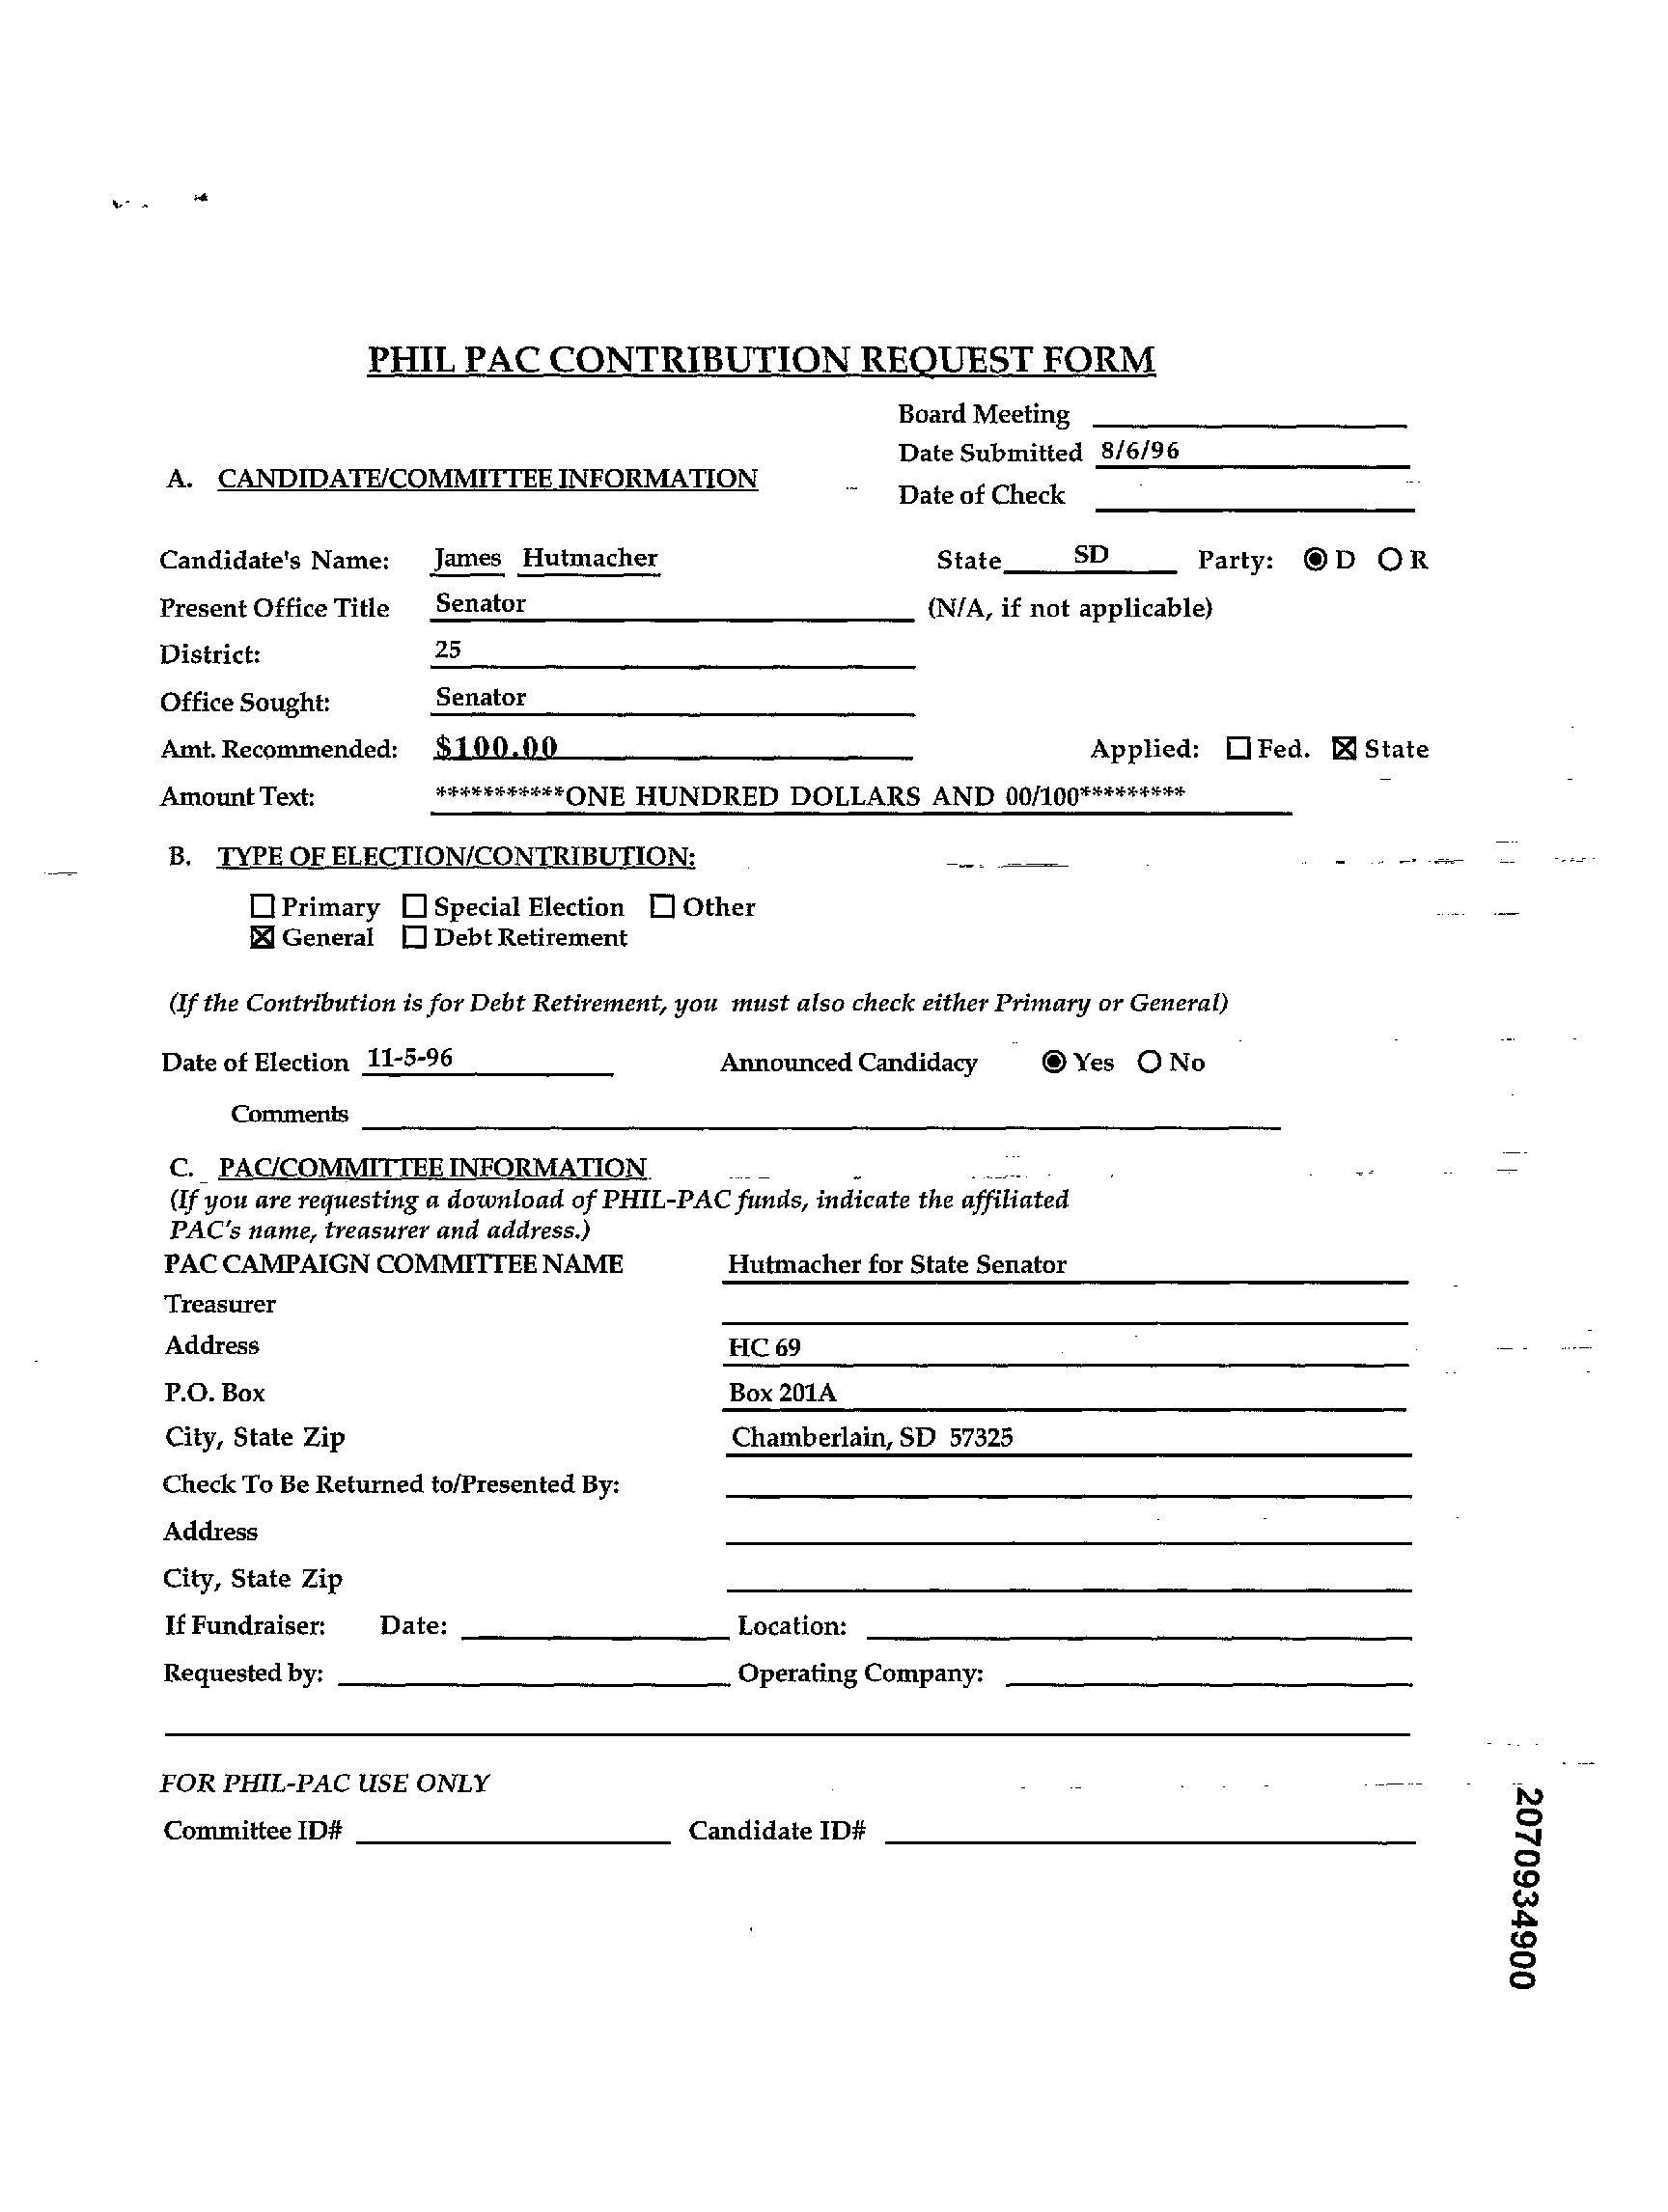 PHIL PAC CONTRIBUTION REQUEST FORM
Board Meeting
Date Submitted 8/6/96
A. CANDIDATE/COMMITTEE INFORMATION
Date of Check
Candidate's Name: James Hutmacher State SD Party: D R
Present Office Title Senator (N/A, if not applicable)
District: 25
Office Sought: Senator
Amt. Recommended: $100.00 Applied: Fed. State
Amount Text: ***********ONE HUNDRED DOLLARS AND 00/100*********
B. TYPE OF ELECTION/CONTRIBUTION:
Primary Special Election Other
General Debt Retirement
(If the Contribution is for Debt Retirement, you must also check either Primary or General)
Date of Election 11-5-96 Announced Candidacy Yes No
Comments
C. PAC/COMMITTEE INFORMATION
(If you are requesting a download of PHIL-PAC funds, indicate the affiliated
PAC's name, treasurer and address.)
PAC CAMPAIGN COMMITTEE NAME Hutmacher for State Senator
Treasurer
Address HC 69
P.O. Box Box 201A
City, State Zip Chamberlain, SD 57325
Check To Be Returned to/Presented By:
Address
City, State Zip
If Fundraiser: Date: Location:
Requested by: Operating Company:
FOR PHIL-PAC USE ONLY
Committee ID# Candidate ID#
2070934900